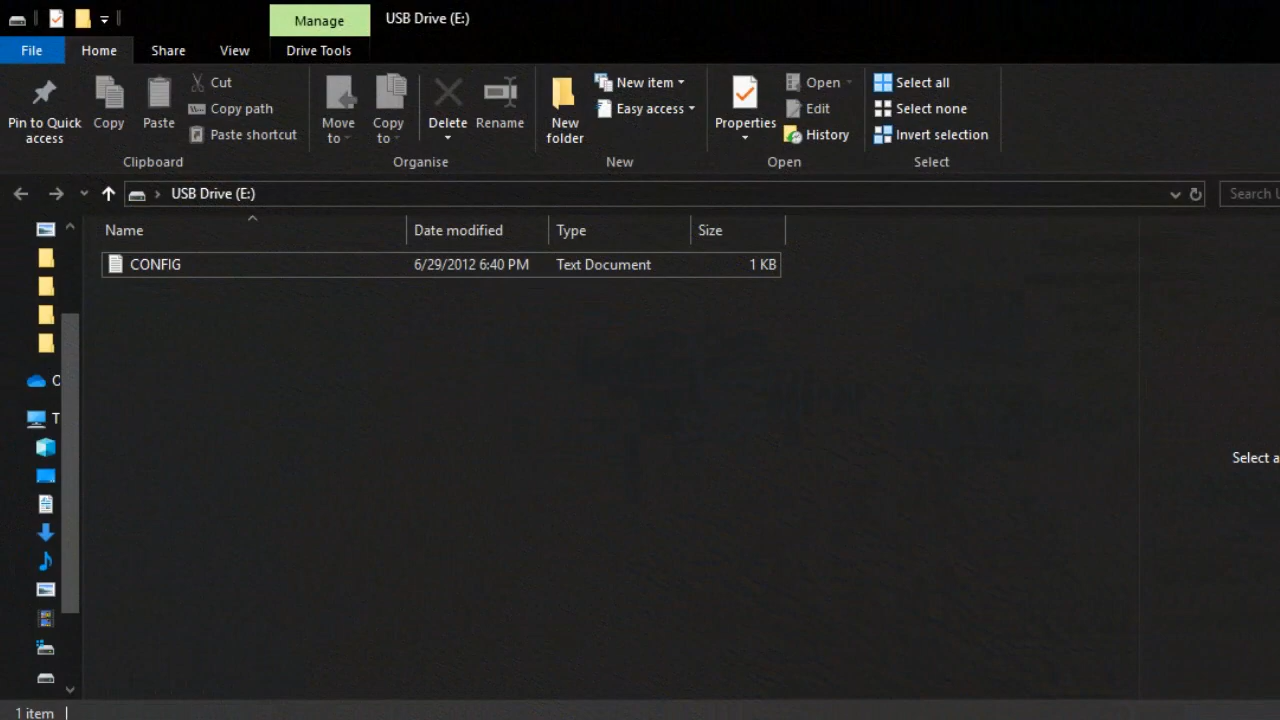 Manage
USB Drive (E:)
File
Home
Share
View
Drive Tools
Pin to Quick access
Copy
Paste
Cut
Copy path
Paste shortcut
Clipboard
Move to
Copy to
Delete
Rename
Organise
New folder
New item
Easy access
New
Properties
Open
Edit
History
Open
Select all
Select none
Invert selection
Select
USB Drive (E:)
Search
Name
Date modified
Type
Size
CONFIG
6/29/2012 6:40 PM
Text Document
1 KB
Select a
1 item